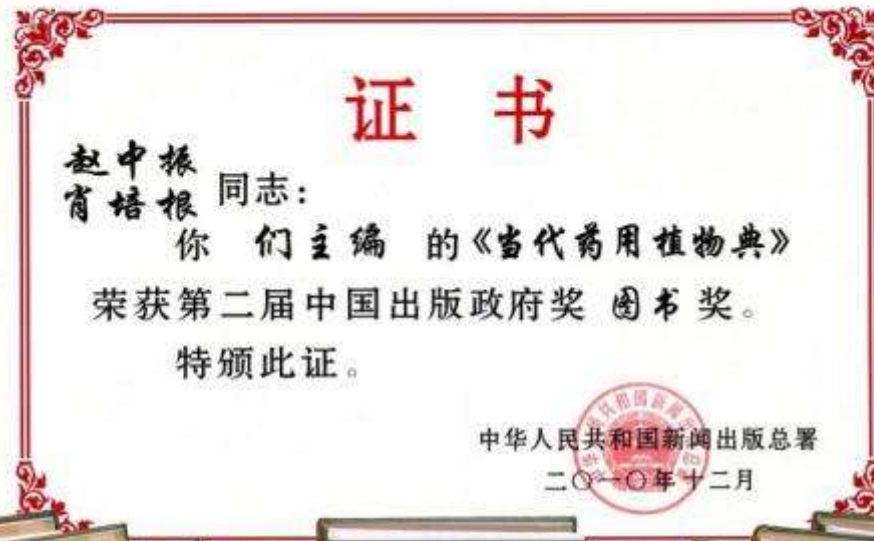 证 书
赵中振
肖培根 同志：
你 们主编 的《当代药用植物典》
荣获第二届中国出版政府奖 图书 奖。
特颁此证。
中华人民共和国新闻出版总署
二〇一〇年十二月